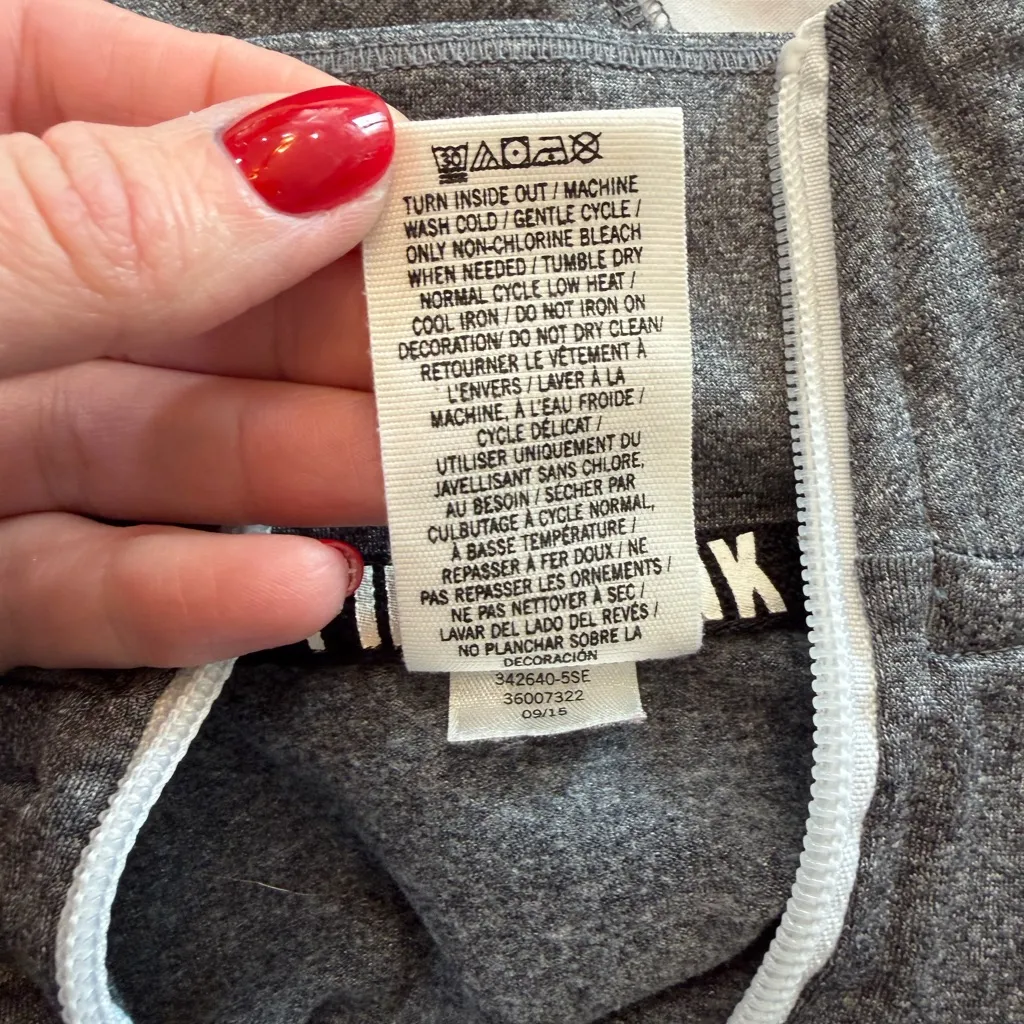 30
TURN INSIDE OUT / MACHINE
WASH COLD / GENTLE CYCLE /
ONLY NON-CHLORINE BLEACH
WHEN NEEDED / TUMBLE DRY
NORMAL CYCLE LOW HEAT /
COOL IRON / DO NOT IRON ON
DECORATION/ DO NOT DRY CLEAN/
RETOURNER LE VÊTEMENT À
L'ENVERS / LAVER À LA
MACHINE, À L'EAU FROIDE /
CYCLE DÉLICAT /
UTILISER UNIQUEMENT DU
JAVELLISANT SANS CHLORE,
AU BESOIN / SÉCHER PAR
CULBUTAGE À CYCLE NORMAL,
À BASSE TEMPÉRATURE /
REPASSER À FER DOUX / NE
PAS REPASSER LES ORNEMENTS /
NE PAS NETTOYER À SEC /
LAVAR DEL LADO DEL REVÉS /
NO PLANCHAR SOBRE LA
DECORACIÓN
342640-5SE
36007322
09/15